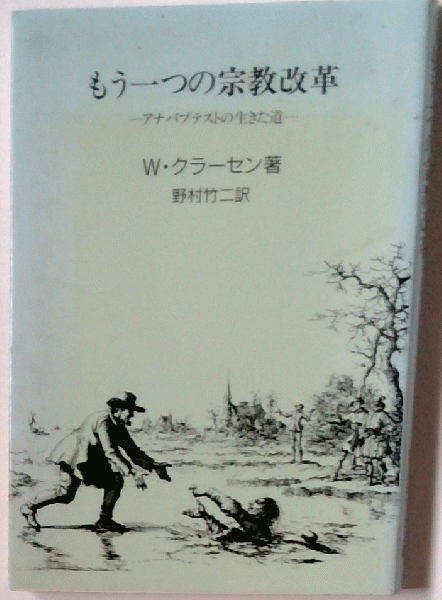 もう一つの宗教改革
―アナバプテストの生きた道―
W・クラーセン著
野村竹二訳